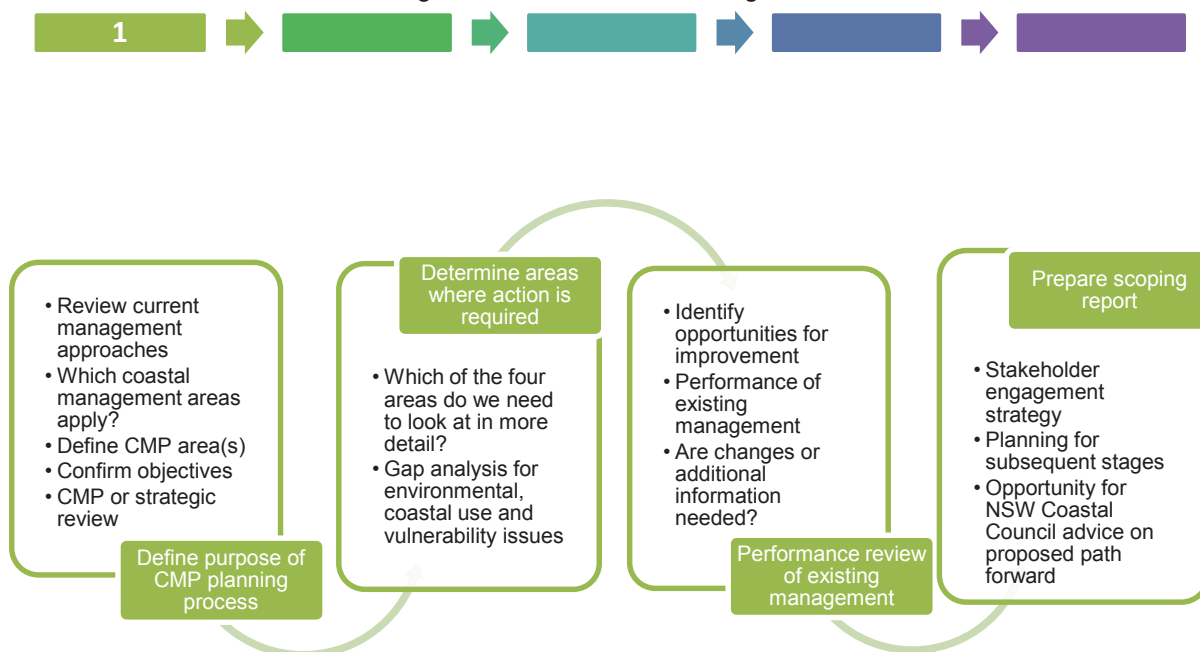 1
• Review current
management
approaches
• Which coastal
management areas
apply?
• Define CMP area(s)
• Confirm objectives
• CMP or strategic
review
Define purpose of
CMP planning
process
Determine areas
where action is
required
• Which of the four
areas do we need
to look at in more
detail?
• Gap analysis for
environmental,
coastal use and
vulnerability issues
• Identify
opportunities for
improvement
• Performance of
existing
management
• Are changes or
additional
information
needed?
Performance review
of existing
management
Prepare scoping
report
• Stakeholder
engagement
strategy
• Planning for
subsequent stages
• Opportunity for
NSW Coastal
Council advice on
proposed path
forward